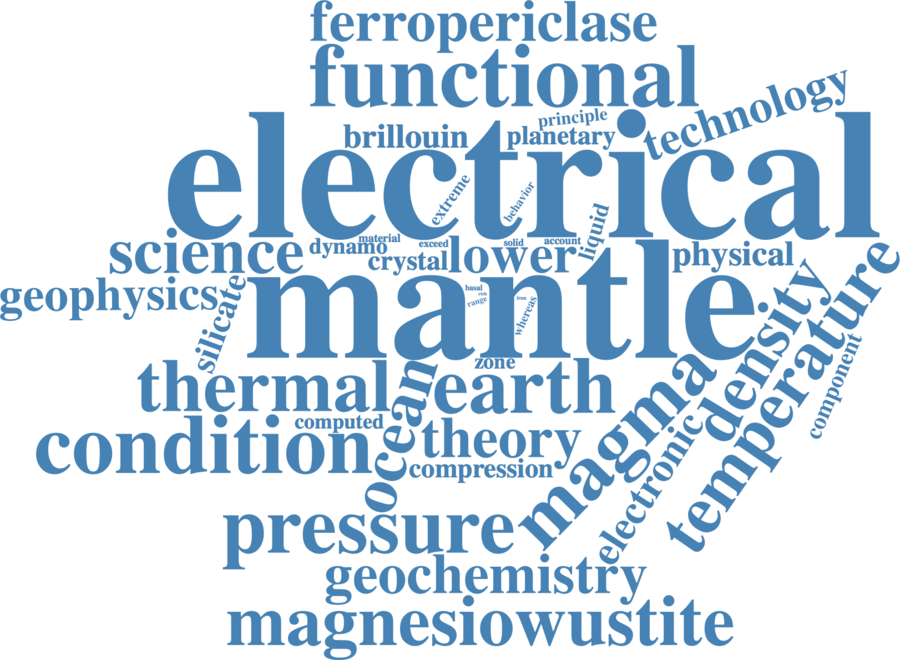 ferropericlase
functional
technology
principle
brillouin
planetary
electrical
extreme
behavior
liquid
science
dynamo
material
exceed
solid
account
crystal
lower
physical
geophysics
silicate
mantle
basal
rich
range
iron
whereas
density
temperature
component
zone
thermal
ocean
earth
magma
computed
condition
theory
compression
electronic
pressure
geochemistry
magnesiowustite